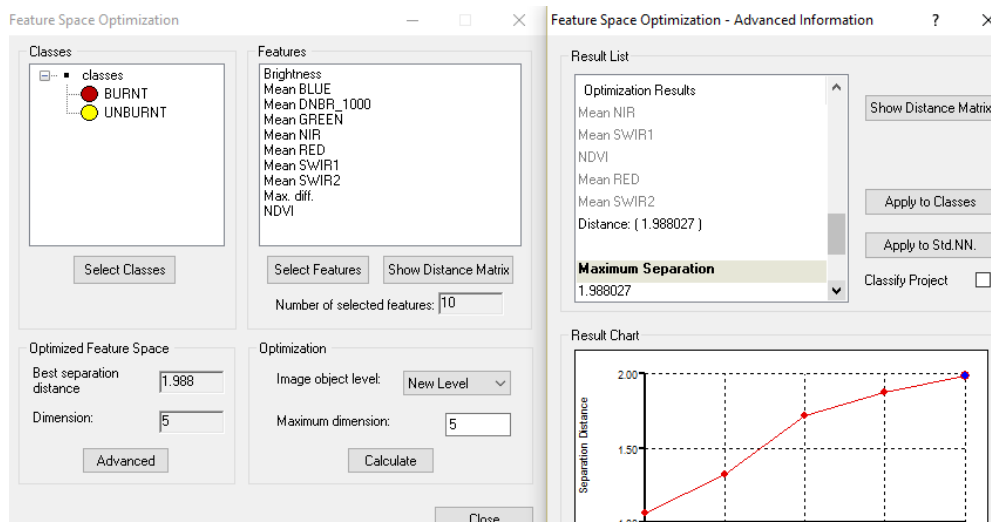 Feature Space Optimization
Classes
classes
BURNT
UNBURNT
Select Classes
Features
Brightness
Mean BLUE
Mean DNBR_1000
Mean GREEN
Mean NIR
Mean RED
Mean SWIR1
Mean SWIR2
Max. diff.
NDVI
Select Features
Show Distance Matrix
Number of selected features: 10
Optimized Feature Space
Best separation
distance
1.988
Dimension:
5
Advanced
Optimization
Image object level:
New Level
Maximum dimension:
5
Calculate
Close
Feature Space Optimization - Advanced Information
?
Result List
Optimization Results
Mean NIR
Mean SWIR1
NDVI
Mean RED
Mean SWIR2
Distance: ( 1.988027 )
Maximum Separation
1.988027
Show Distance Matrix
Apply to Classes
Apply to Std.NN.
Classify Project
Result Chart
2.00
1.50
Separation Distance